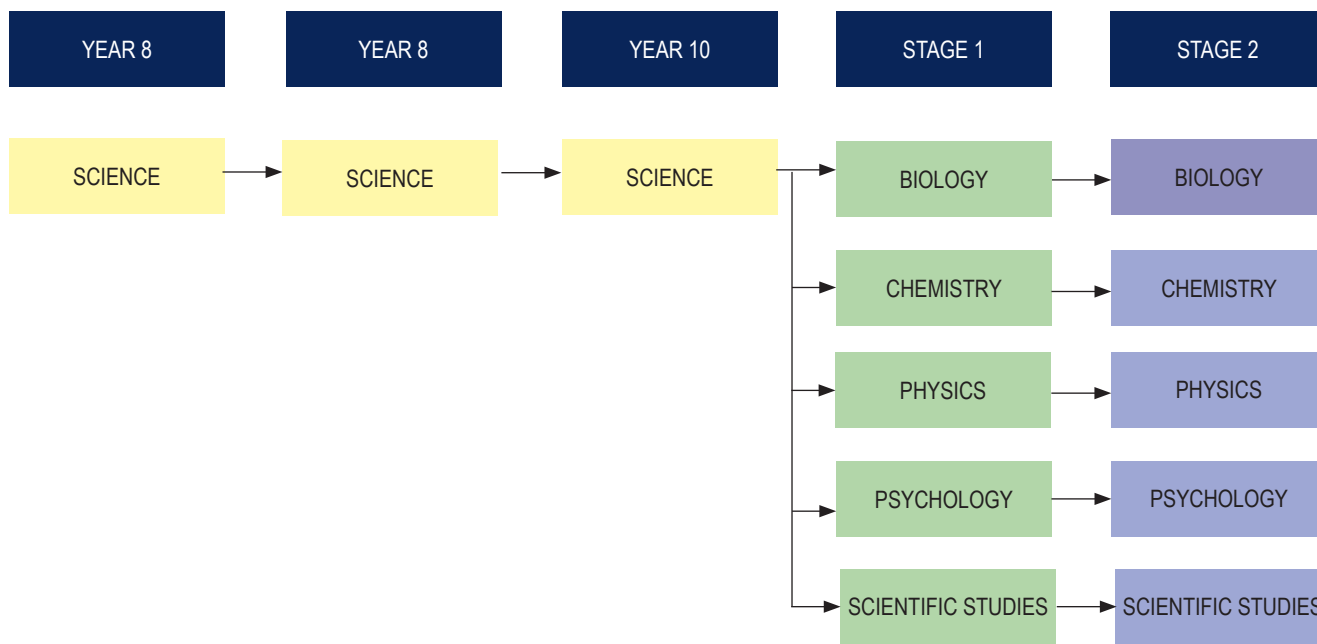 YEAR 8
YEAR 8
YEAR 10
STAGE 1
STAGE 2
SCIENCE
SCIENCE
SCIENCE
BIOLOGY
BIOLOGY
CHEMISTRY
CHEMISTRY
PHYSICS
PHYSICS
PSYCHOLOGY
PSYCHOLOGY
SCIENTIFIC STUDIES
SCIENTIFIC STUDIES